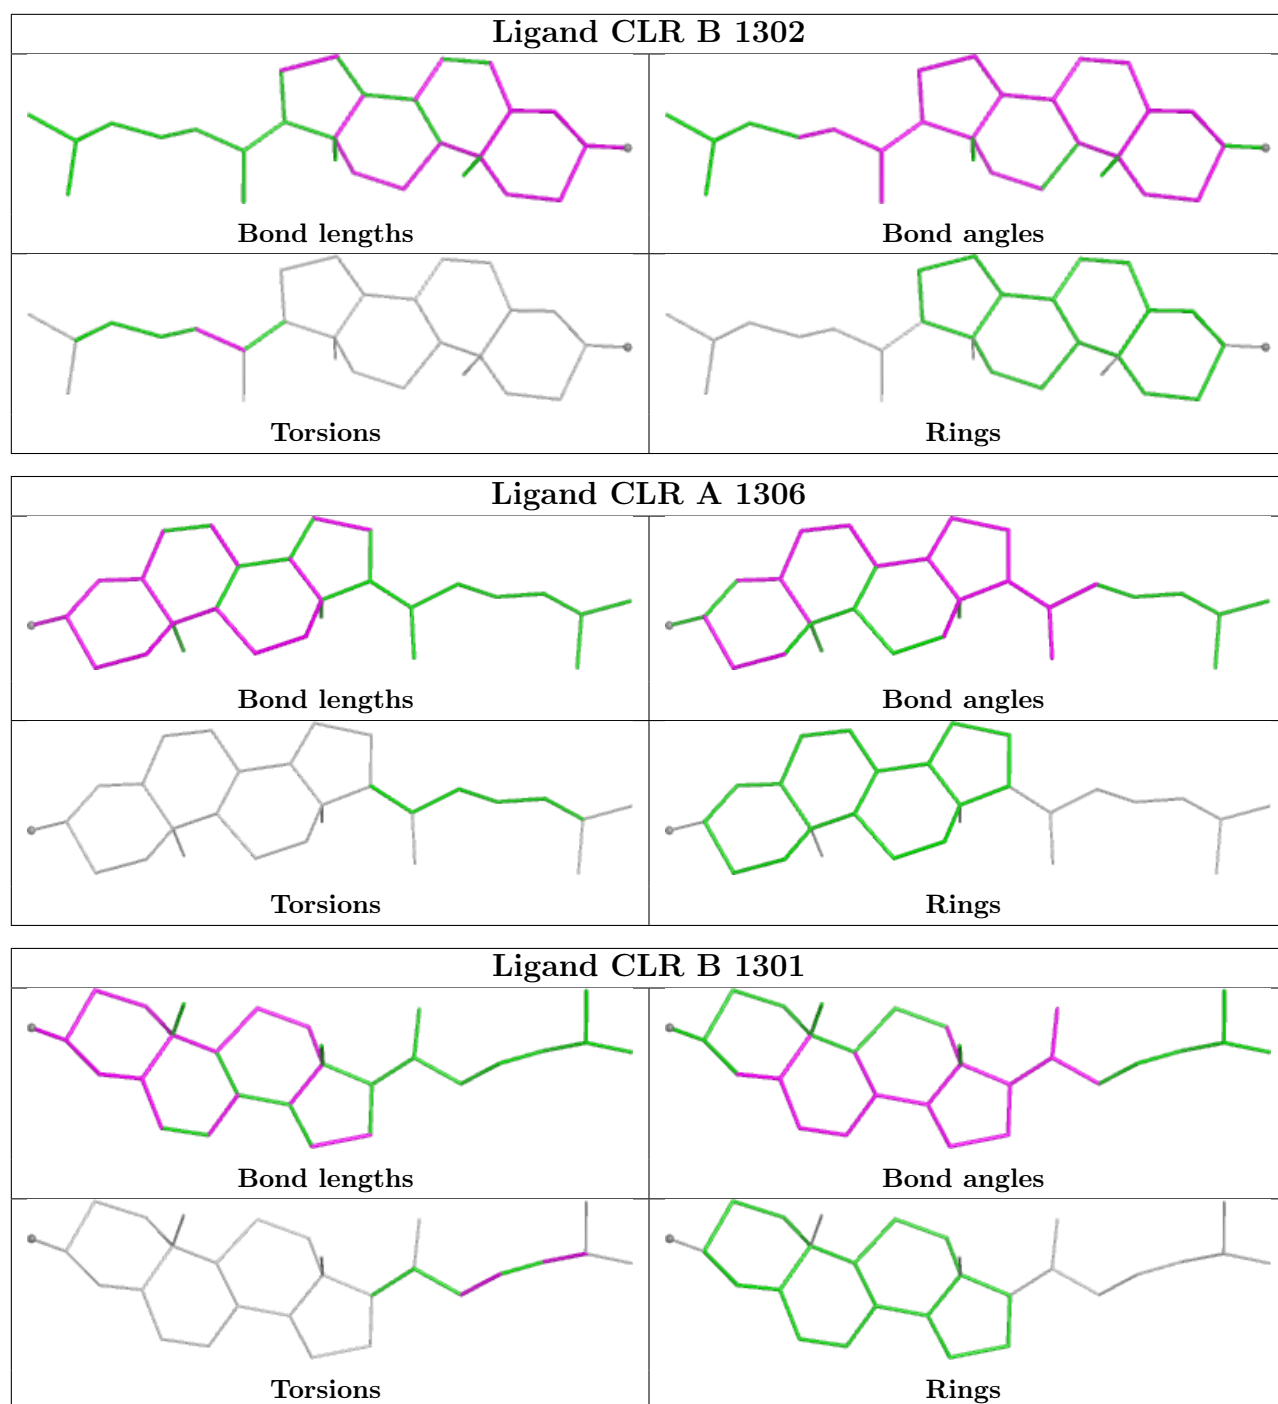 Ligand CLR B 1302
Bond lengths
Bond angles
Torsions
Rings
Ligand CLR A 1306
Bond lengths
Bond angles
Torsions
Rings
Ligand CLR B 1301
Bond lengths
Bond angles
Torsions
Rings